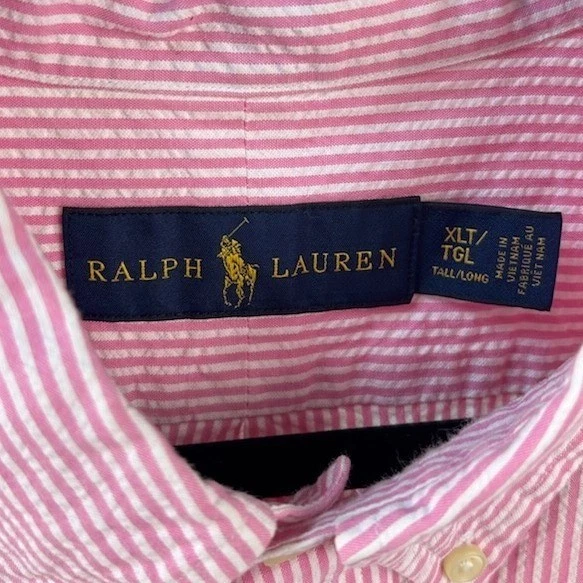 RALPH LAUREN
XLT/
TGL
TALL/LONG
MADE IN
VIETNAM
FABRIQUÉ AU
VIET NAM